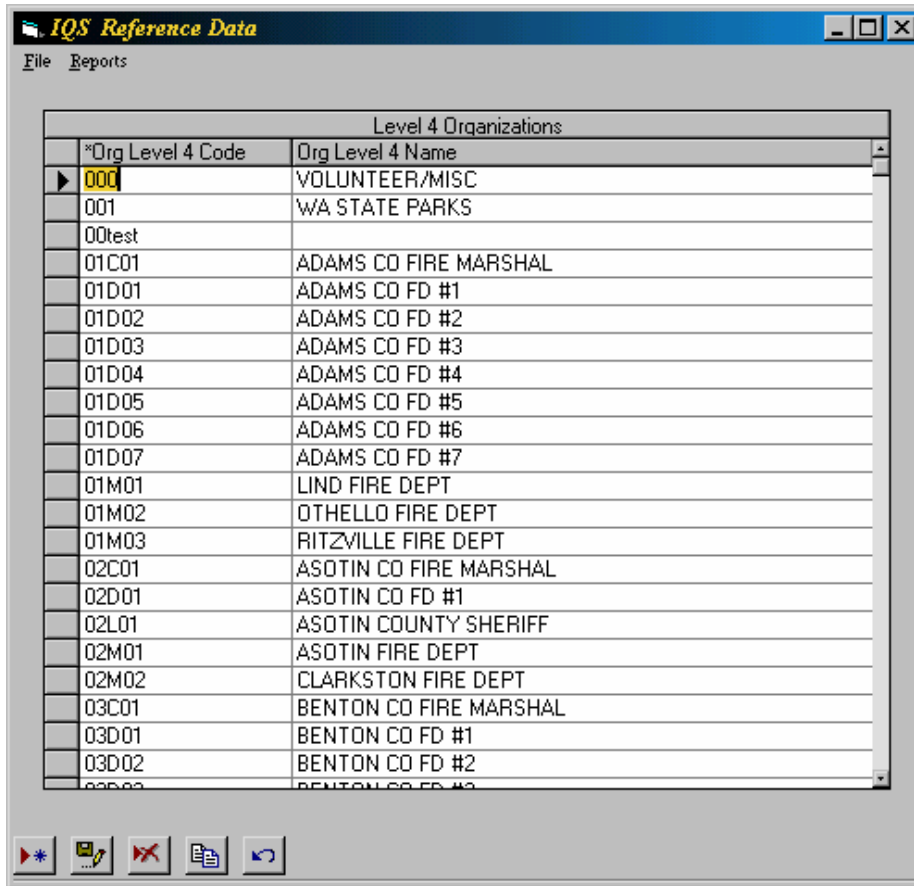 IQS Reference Data
File Reports
Level 4 Organizations
*Org Level 4 Code Org Level 4 Name
000 VOLUNTEER/MISC
001 WA STATE PARKS
00test
01C01 ADAMS CO FIRE MARSHAL
01D01 ADAMS CO FD #1
01D02 ADAMS CO FD #2
01D03 ADAMS CO FD #3
01D04 ADAMS CO FD #4
01D05 ADAMS CO FD #5
01D06 ADAMS CO FD #6
01D07 ADAMS CO FD #7
01M01 LIND FIRE DEPT
01M02 OTHELLO FIRE DEPT
01M03 RITZVILLE FIRE DEPT
02C01 ASOTIN CO FIRE MARSHAL
02D01 ASOTIN CO FD #1
02L01 ASOTIN COUNTY SHERIFF
02M01 ASOTIN FIRE DEPT
02M02 CLARKSTON FIRE DEPT
03C01 BENTON CO FIRE MARSHAL
03D01 BENTON CO FD #1
03D02 BENTON CO FD #2
03D03 BENTON CO FD #3